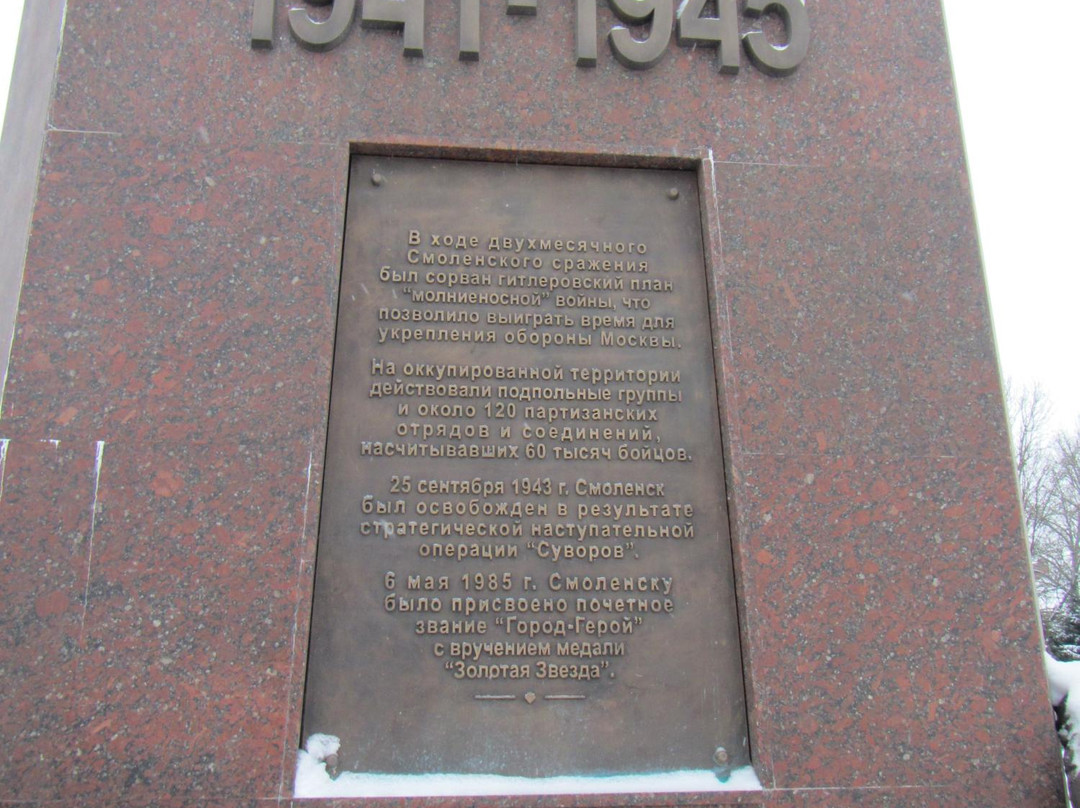 1941-1945
В ходе двухмесячного
Смоленского сражения
был сорван гитлеровский план
"молниеносной" войны, что
позволило выиграть время для
укрепления обороны Москвы.
На оккупированной территории
действовали подпольные группы
и около 120 партизанских
отрядов и соединений,
насчитывавших 60 тысяч бойцов.
25 сентября 1943 г. Смоленск
был освобожден в результате
стратегической наступательной
операции "Суворов".
6 мая 1985 г. Смоленску
было присвоено почетное
звание "Город-Герой"
с вручением медали
"Золотая Звезда".